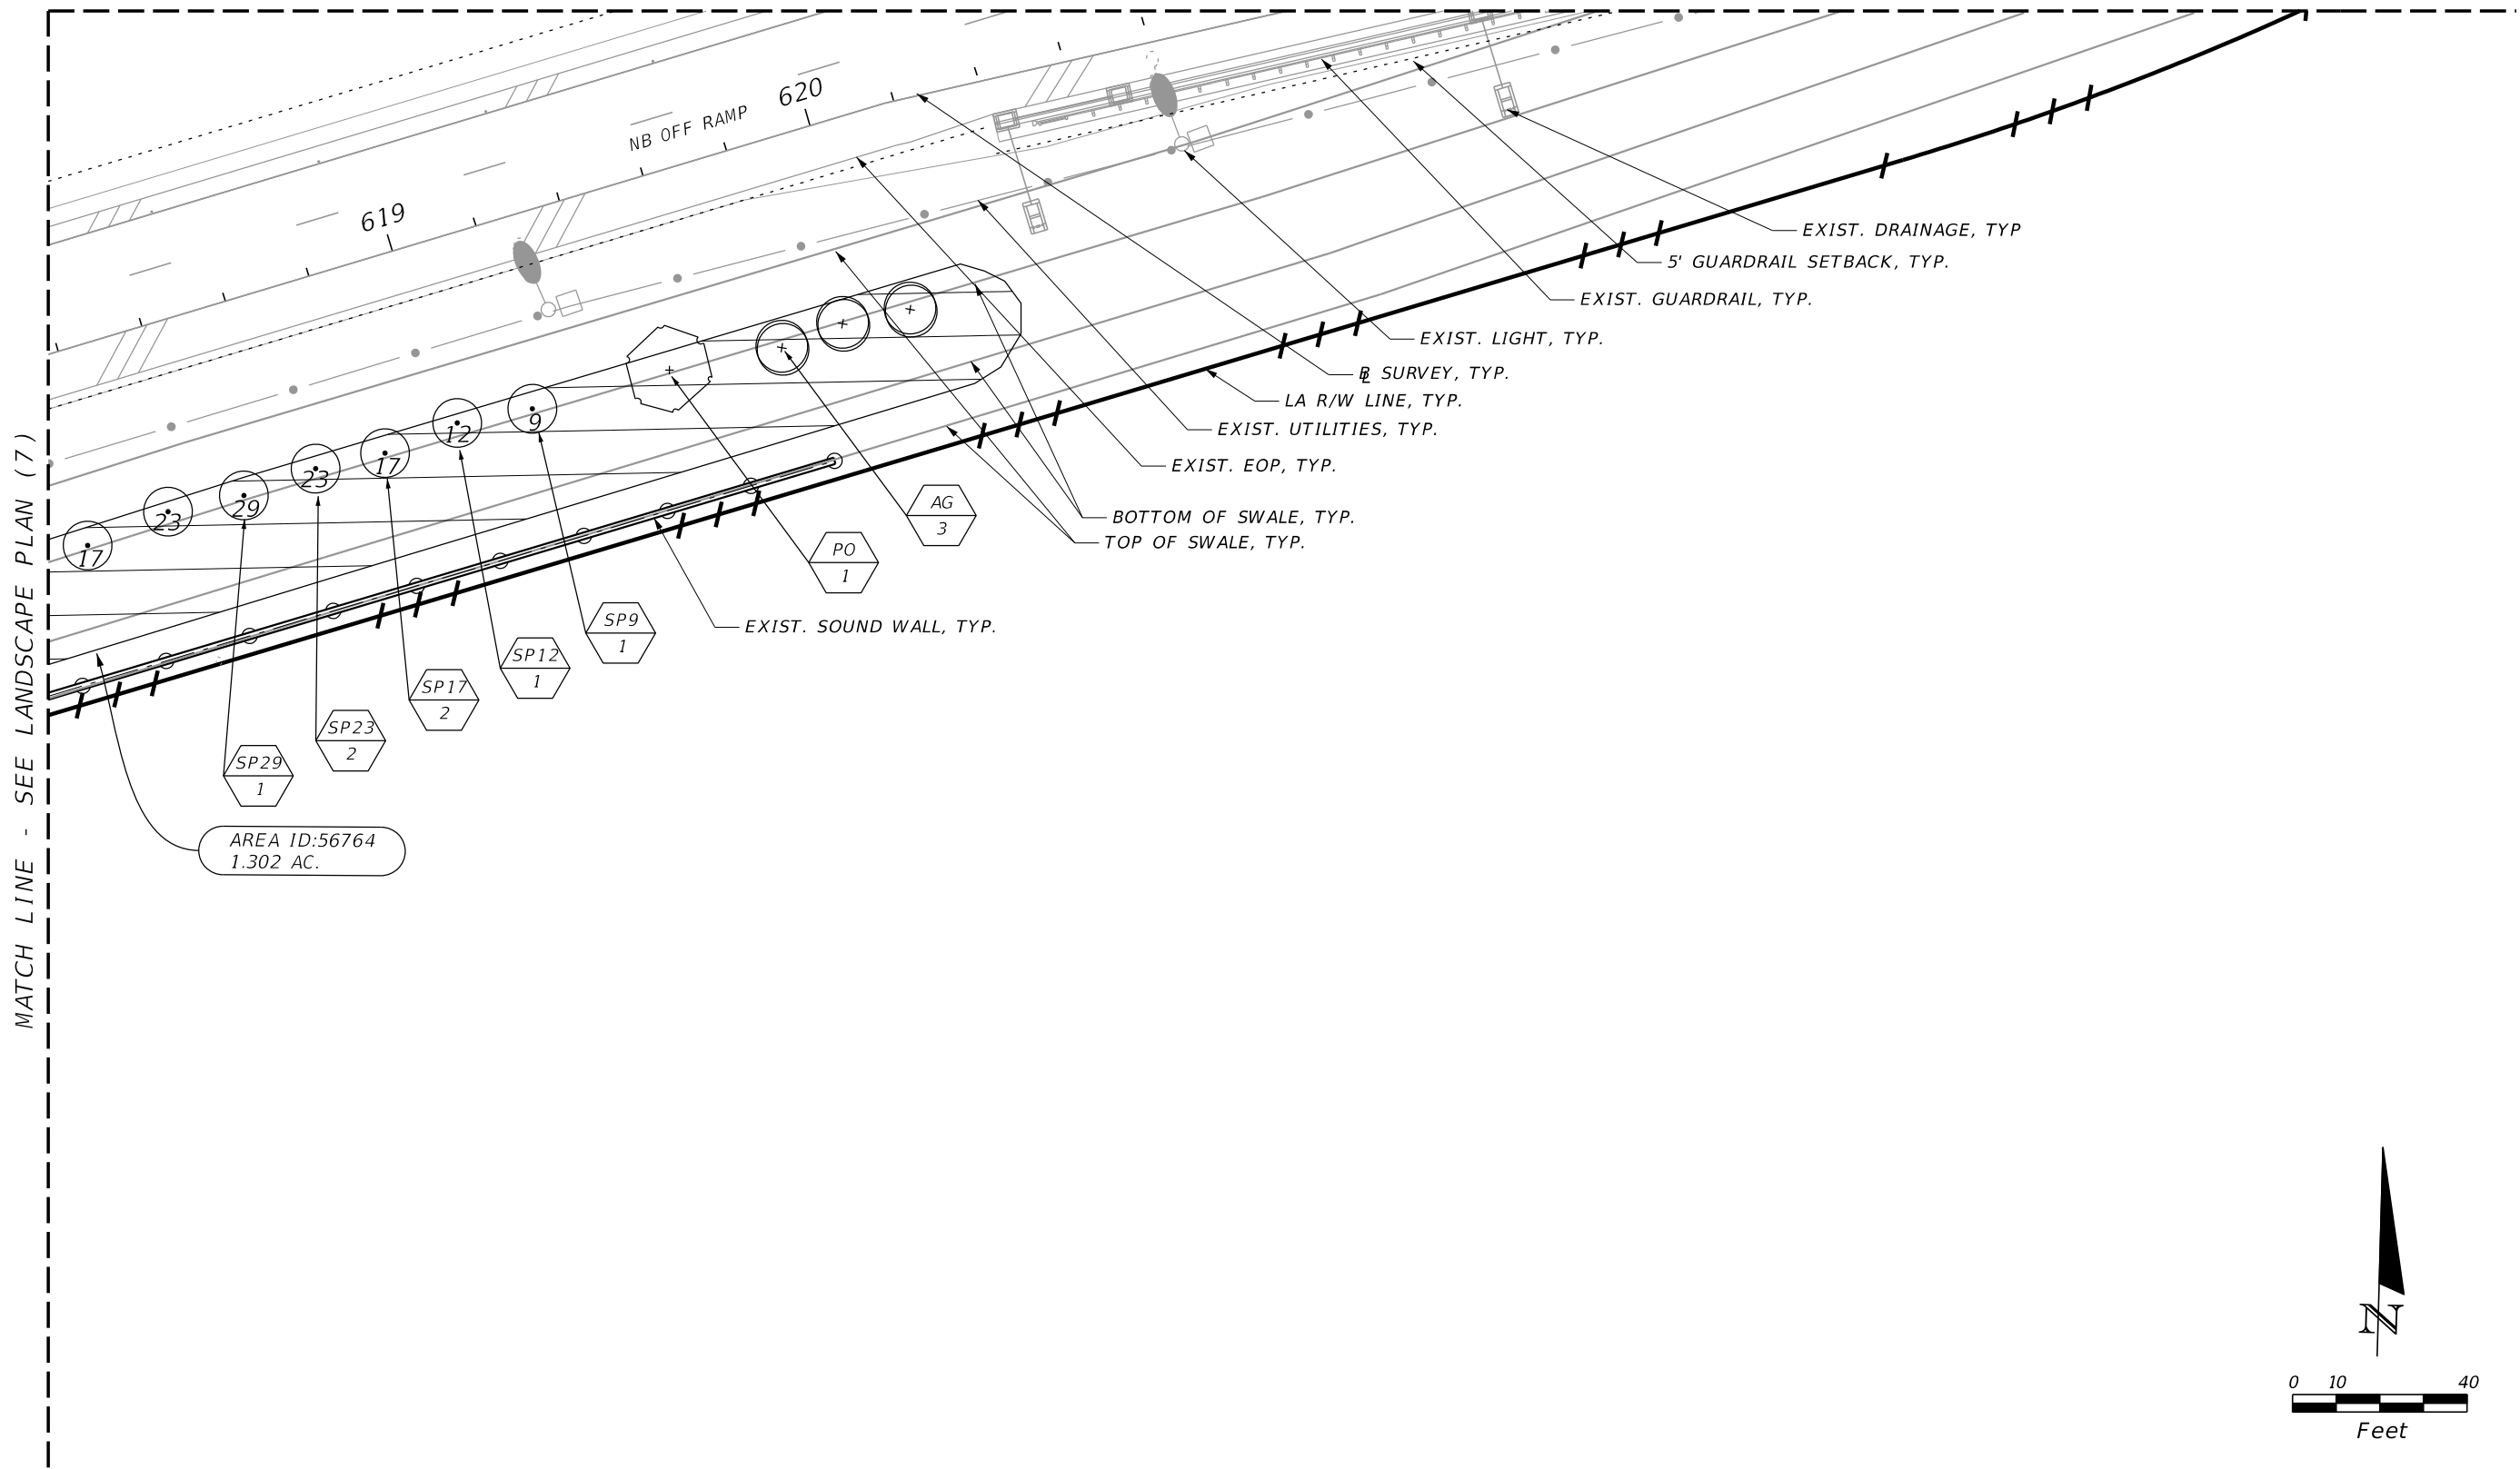 620
NB OFF RAMP
619
EXIST. DRAINAGE, TYP
5' GUARDRAIL SETBACK, TYP.
EXIST. GUARDRAIL, TYP.
EXIST. LIGHT, TYP.
BL SURVEY, TYP.
LA R/W LINE, TYP.
EXIST. UTILITIES, TYP.
EXIST. EOP, TYP.
BOTTOM OF SWALE, TYP.
TOP OF SWALE, TYP.
9
12
17
23
29
23
17
AG
3
PO
1
SP9
1
SP12
1
SP17
2
SP23
2
SP29
1
EXIST. SOUND WALL, TYP.
AREA ID:56764
1.302 AC.
MATCH LINE - SEE LANDSCAPE PLAN (7)
N
0 10 40
Feet